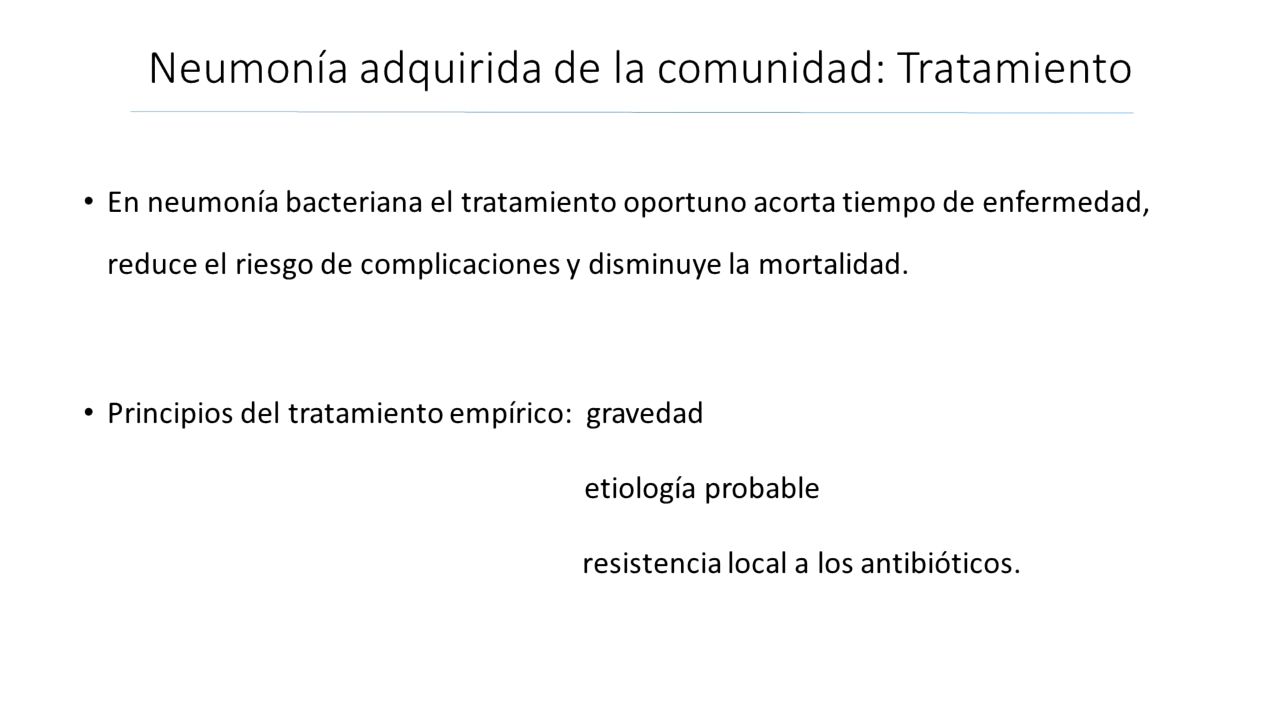 Neumonía adquirida de la comunidad: Tratamiento
• En neumonía bacteriana el tratamiento oportuno acorta tiempo de enfermedad,
reduce el riesgo de complicaciones y disminuye la mortalidad.
• Principios del tratamiento empírico: gravedad
etiología probable
resistencia local a los antibióticos.